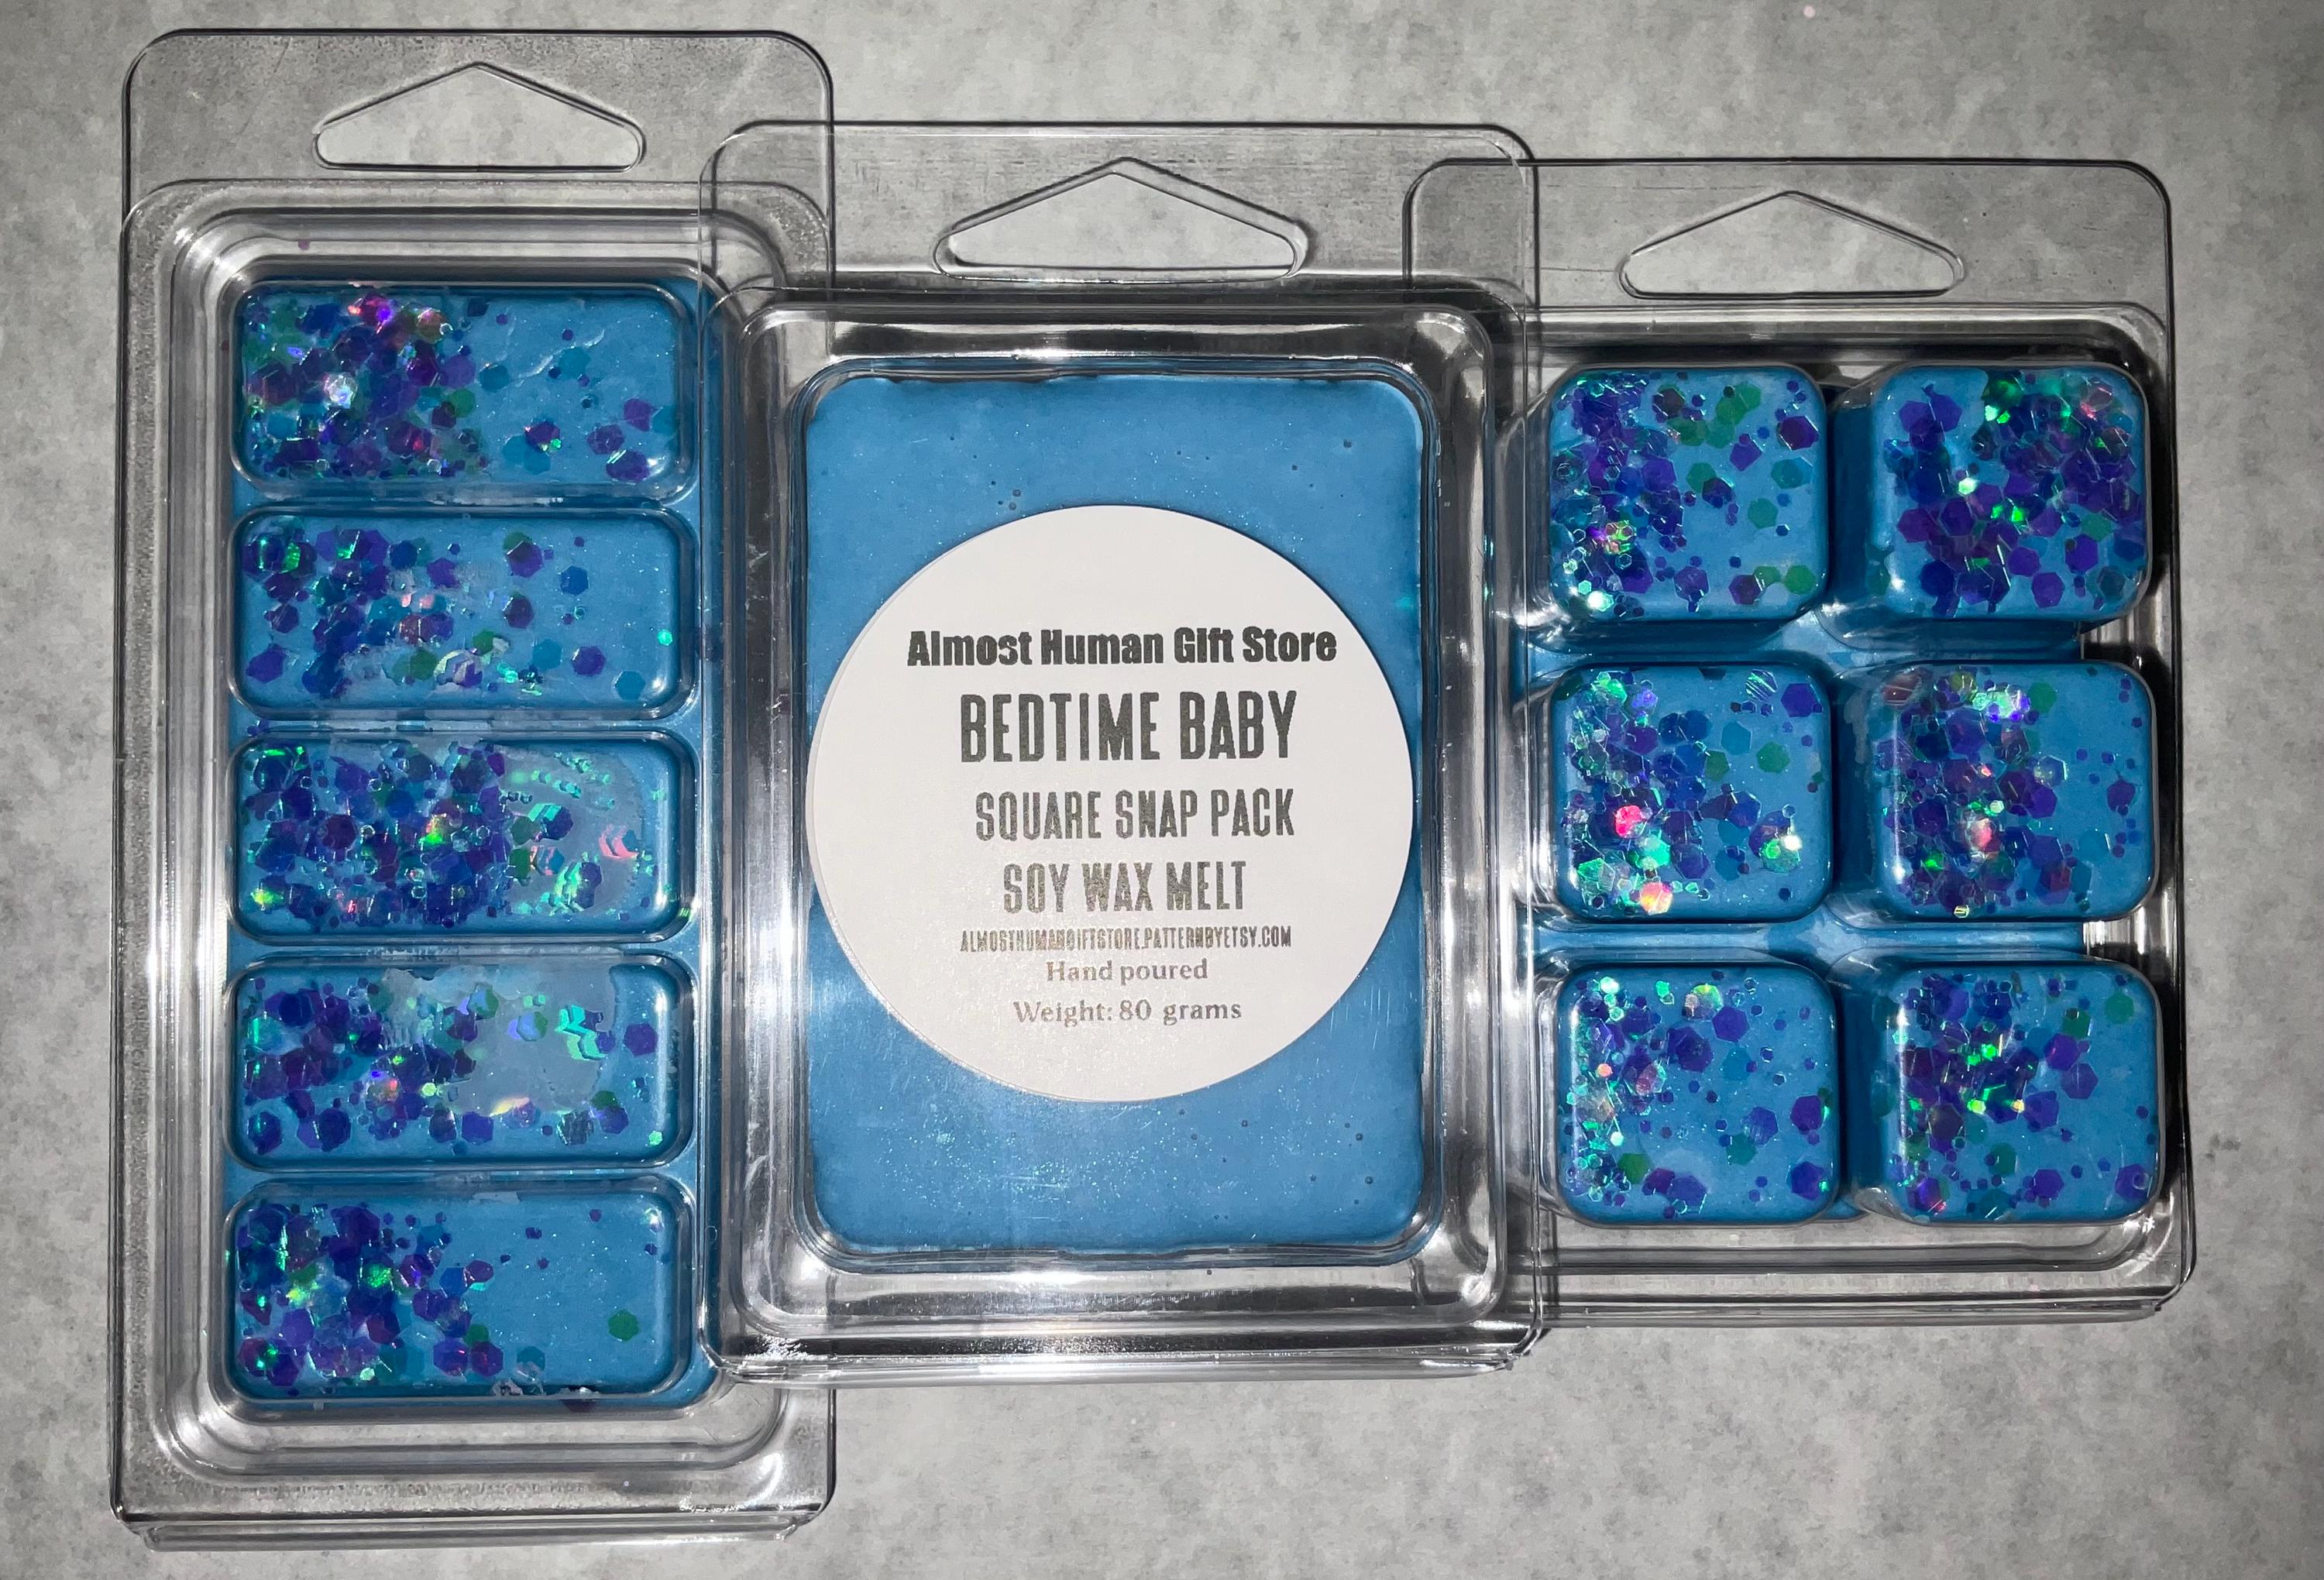 Almost Human Gift Store
BEDTIME BABY
SQUARE SNAP PACK
SOY WAX MELT
ALMOSTHUMANGIFTSTORE.PATTERNBYETSY.COM
Hand poured
Weight: 80 grams